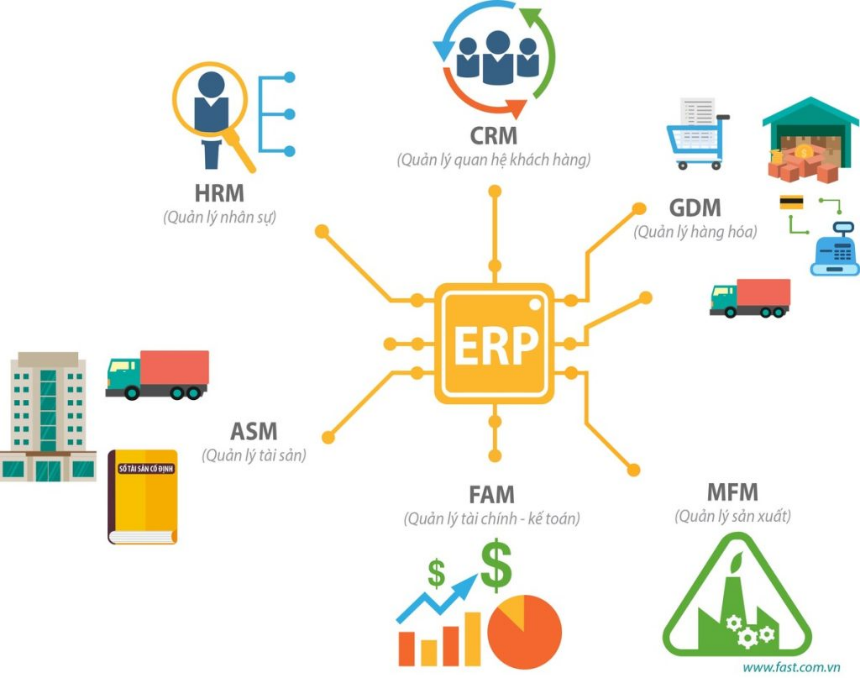 CRM
(Quản lý quan hệ khách hàng)
HRM
(Quản lý nhân sự)
GDM
(Quản lý hàng hóa)
ERP
ASM
(Quản lý tài sản)
SỔ TÀI SẢN CỐ ĐỊNH
FAM
(Quản lý tài chính - kế toán)
MFM
(Quản lý sản xuất)
$
$
www.fast.com.vn